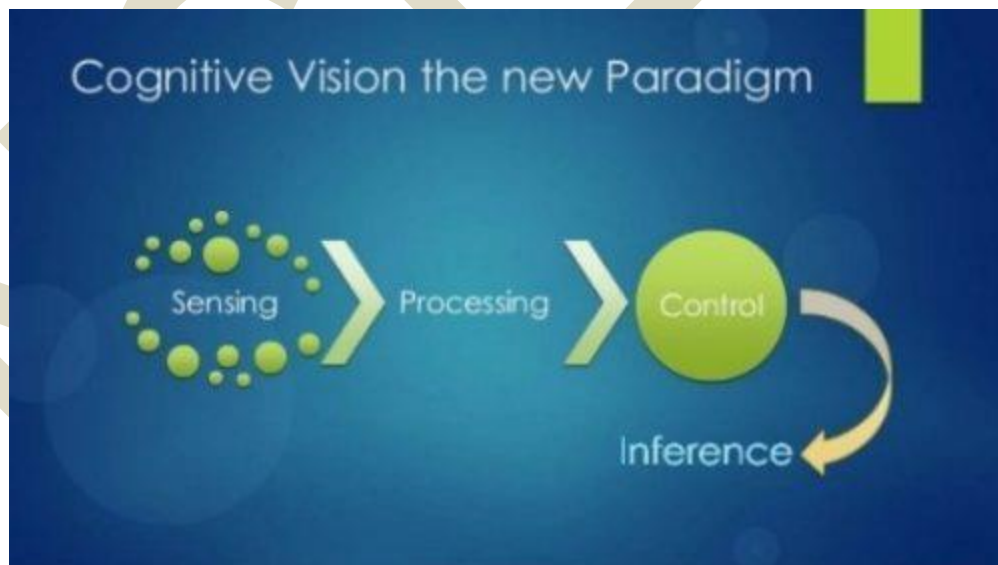 Cognitive Vision the new Paradigm
Sensing
Processing
Control
Inference